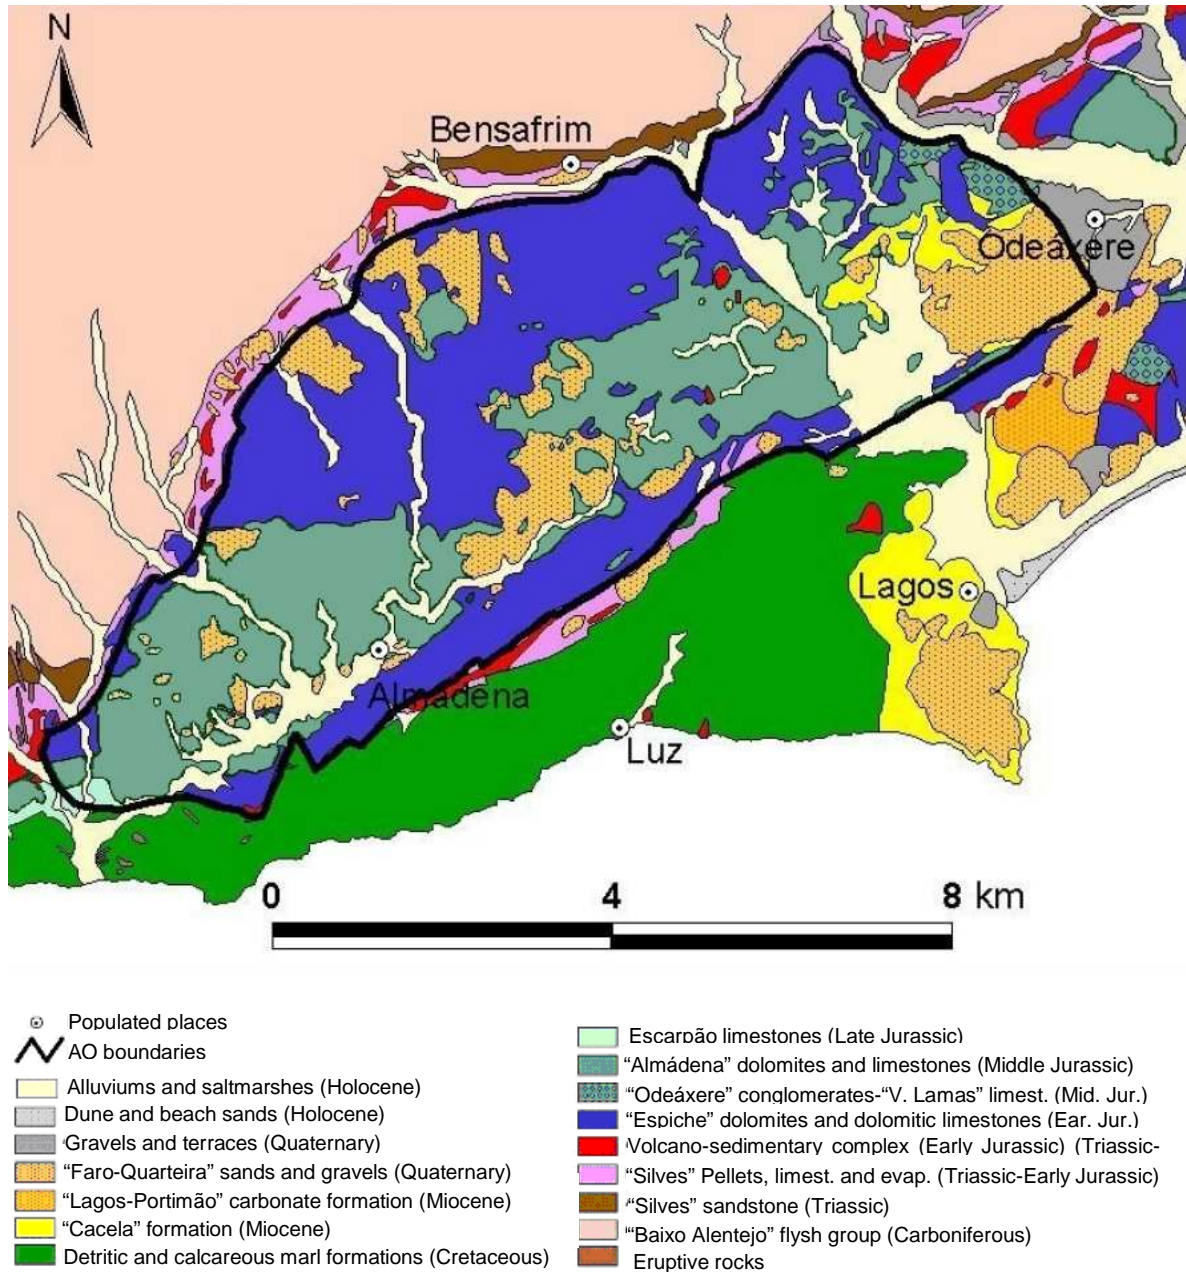 N
Bensafrim
Odeáxere
Lagos
Almádena
Luz
0 4 8 km
Populated places
AO boundaries
Alluviums and saltmarshes (Holocene)
Dune and beach sands (Holocene)
Gravels and terraces (Quaternary)
“Faro-Quarteira” sands and gravels (Quaternary)
“Lagos-Portimão” carbonate formation (Miocene)
“Cacela” formation (Miocene)
Detritic and calcareous marl formations (Cretaceous)
Escarpão limestones (Late Jurassic)
“Almádena” dolomites and limestones (Middle Jurassic)
“Odeáxere” conglomerates-“V. Lamas” limest. (Mid. Jur.)
“Espiche” dolomites and dolomitic limestones (Ear. Jur.)
Volcano-sedimentary complex (Early Jurassic) (Triassic-
“Silves” Pellets, limest. and evap. (Triassic-Early Jurassic)
“Silves” sandstone (Triassic)
“Baixo Alentejo” flysh group (Carboniferous)
Eruptive rocks